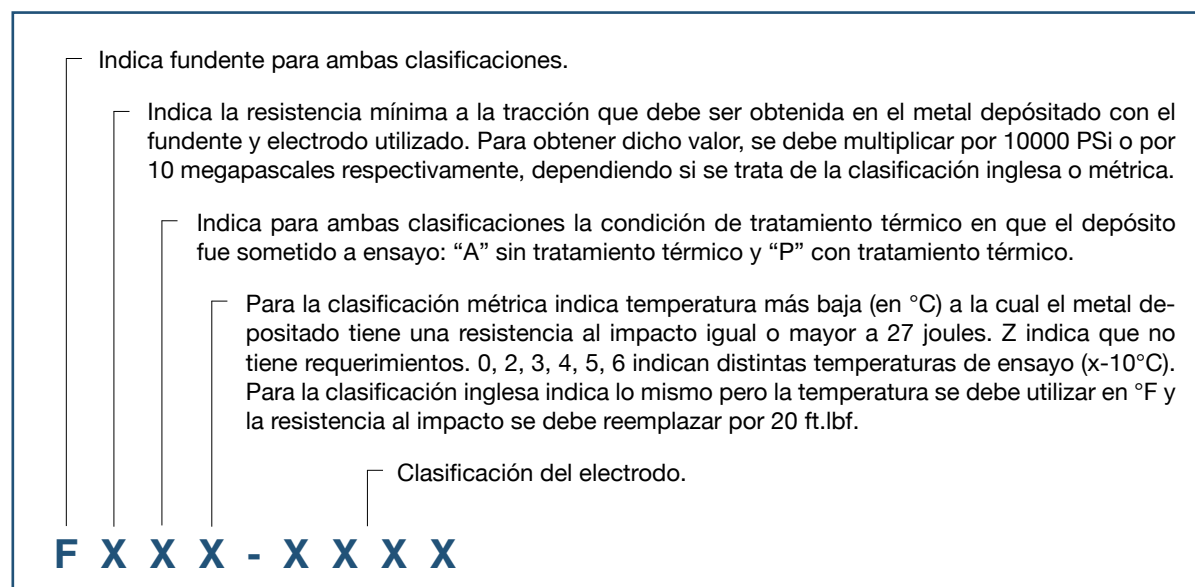 Indica fundente para ambas clasificaciones.
Indica la resistencia mínima a la tracción que debe ser obtenida en el metal depósitado con el
fundente y electrodo utilizado. Para obtener dicho valor, se debe multiplicar por 10000 PSi o por
10 megapascales respectivamente, dependiendo si se trata de la clasificación inglesa o métrica.
Indica para ambas clasificaciones la condición de tratamiento térmico en que el depósito
fue sometido a ensayo: “A” sin tratamiento térmico y “P” con tratamiento térmico.
Para la clasificación métrica indica temperatura más baja (en °C) a la cual el metal de-
positado tiene una resistencia al impacto igual o mayor a 27 joules. Z indica que no
tiene requerimientos. 0, 2, 3, 4, 5, 6 indican distintas temperaturas de ensayo (x-10°C).
Para la clasificación inglesa indica lo mismo pero la temperatura se debe utilizar en °F y
la resistencia al impacto se debe reemplazar por 20 ft.lbf.
Clasificación del electrodo.
F X X X - X X X X